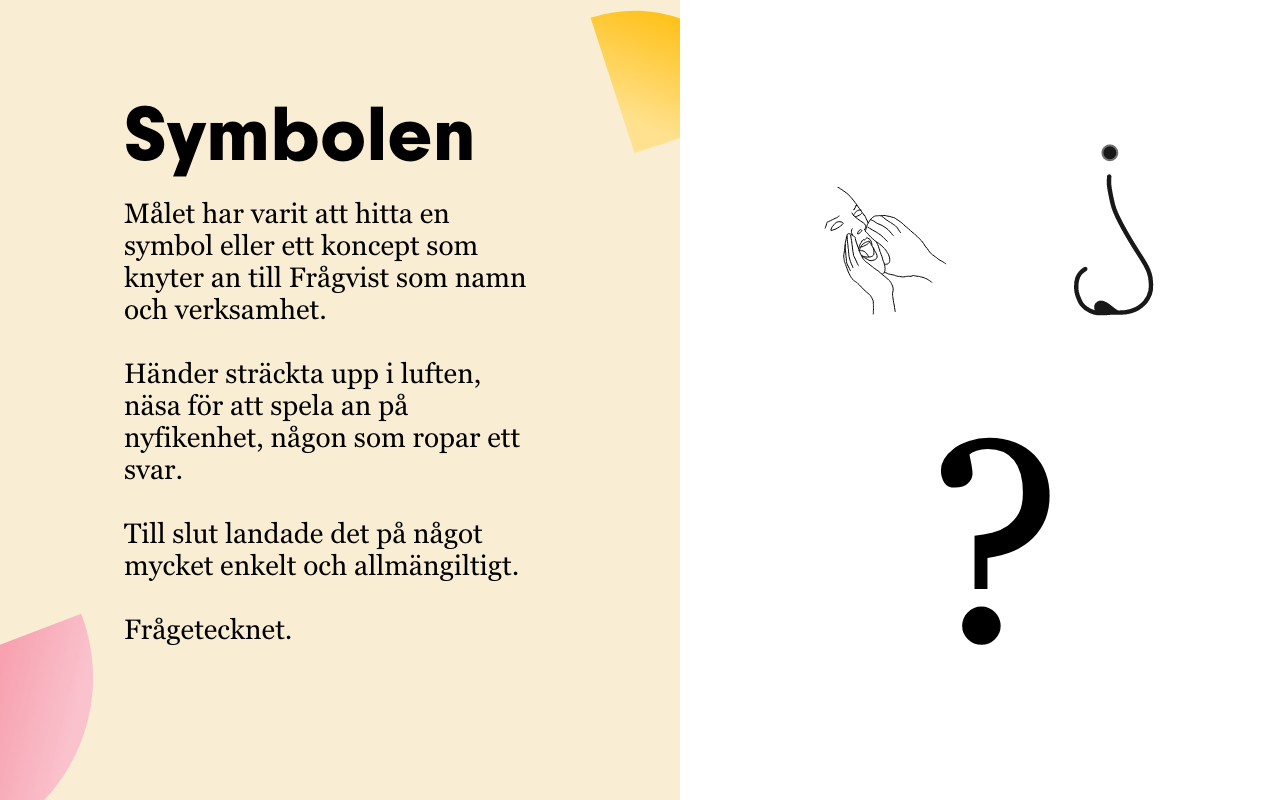 Symbolen
Målet har varit att hitta en
symbol eller ett koncept som
knyter an till Frågvist som namn
och verksamhet.
Händer sträckta upp i luften,
näsa för att spela an på
nyfikenhet, någon som ropar ett
svar.
Till slut landade det på något
mycket enkelt och allmängiltigt.
Frågetecknet.
?